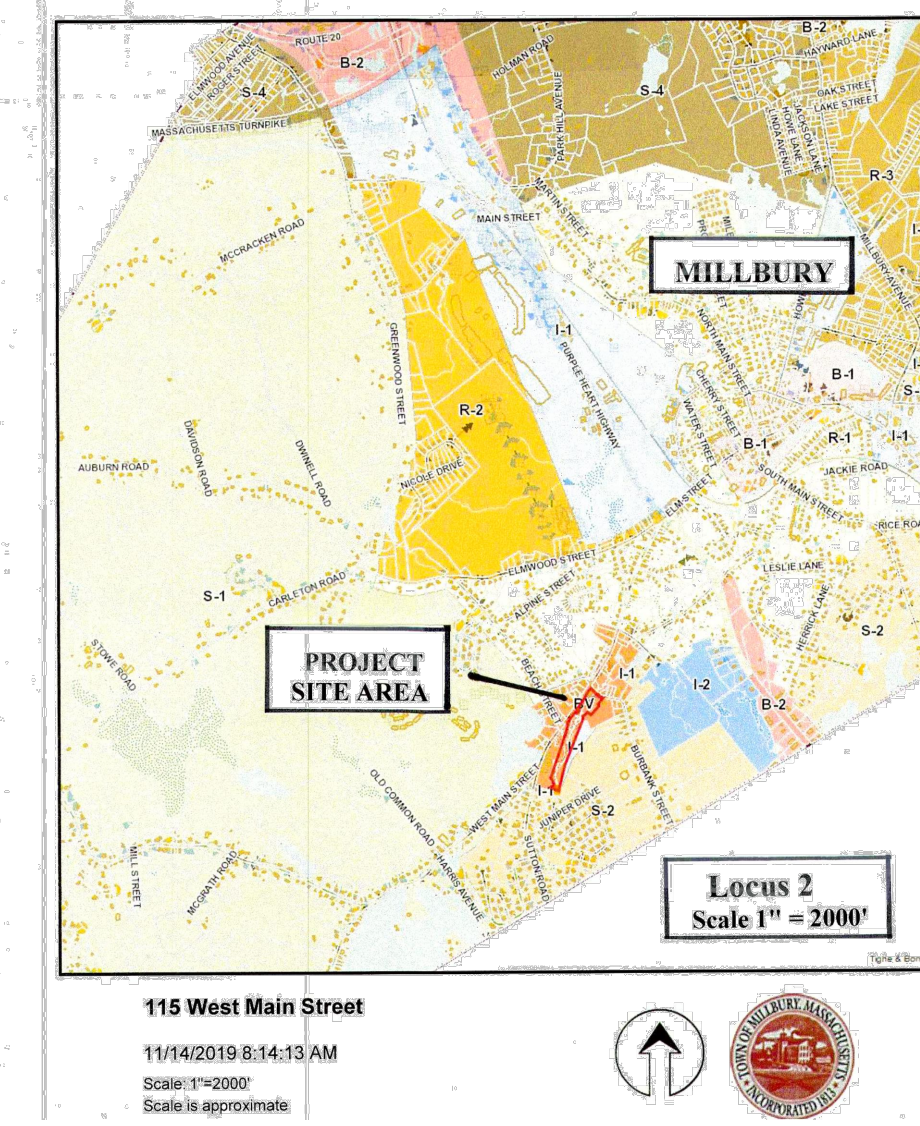 ROUTE 20
B-2
ELMWOOD AVENUE
ROGER STREET
S-4
MASSACHUSETTS TURNPIKE
HOLMAN ROAD
PARK HILL AVENUE
S-4
B-2
HAYWARD LANE
OAK STREET
LAKE STREET
JACKSON LANE
HOWE LANE
LINDA AVENUE
R-3
MCCRACKEN ROAD
MAIN STREET
MARTIN STREET
MILLBURY
MILLBURY AVENUE
I-1
GREENWOOD STREET
PURPLE HEART HIGHWAY
NORTH MAIN STREET
CHERRY STREET
WATER STREET
B-1
R-2
B-1
R-1
I-1
NICOLE DRIVE
AUBURN ROAD
DAVIDSON ROAD
DWINELL ROAD
JACKIE ROAD
SOUTH MAIN STREET
ELM STREET
RICE ROA
ELMWOOD STREET
LESLIE LANE
ALPINE STREET
S-1
CARLETON ROAD
HERRICK LANE
S-2
STOWE ROAD
PROJECT
SITE AREA
BEACH STREET
I-1
I-2
BV
B-2
I-1
I-1
BURBANK STREET
OLD COMMON ROAD
WEST MAIN STREET
JUNIPER DRIVE
S-2
MILL STREET
MCGRATH ROAD
HARRIS AVENUE
SUTTON ROAD
Locus 2
Scale 1" = 2000'
Tighe & Bon
115 West Main Street
11/14/2019 8:14:13 AM
Scale: 1"=2000'
Scale is approximate
TOWN OF MILLBURY, MASSACHUSETTS
INCORPORATED 1813